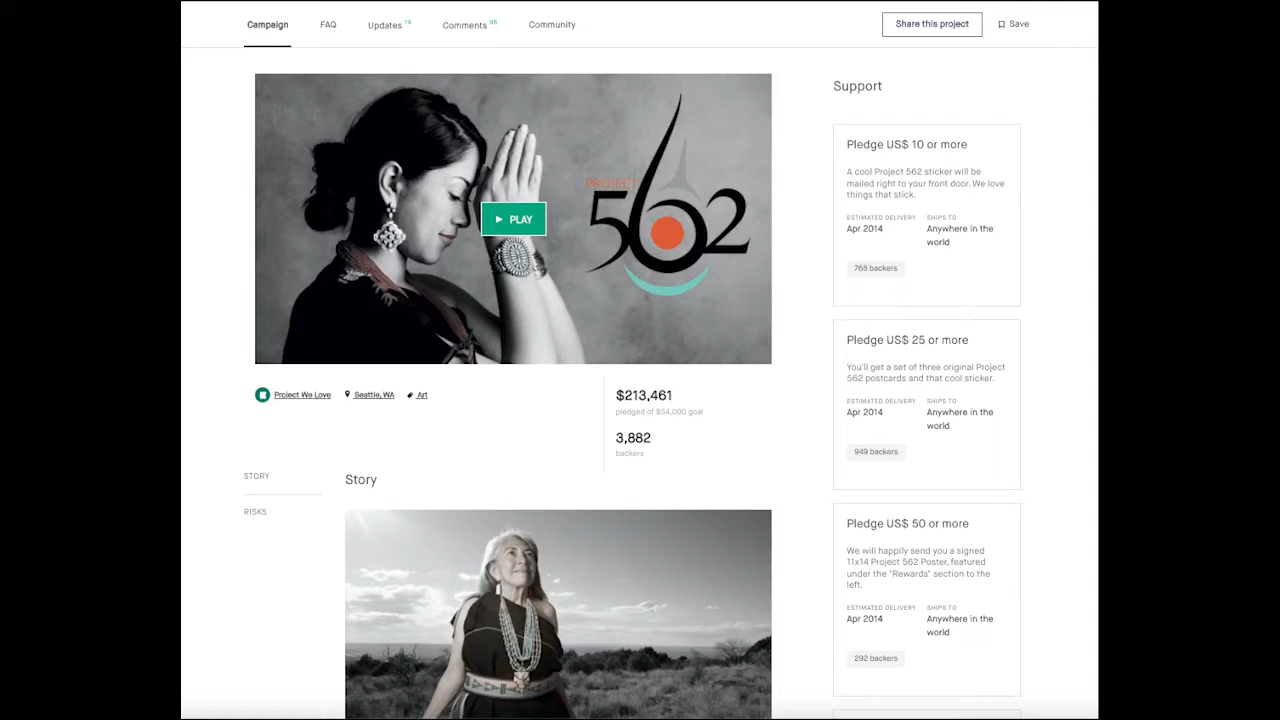 Campaign
FAQ
Updates 19
Comments 96
Community
Share this project
Save
PROJECT
562
PLAY
Project We Love
Seattle, WA
Art
$213,461
pledged of $54,000 goal
3,882
backers
STORY
RISKS
Story
Support
Pledge US$ 10 or more
A cool Project 562 sticker will be
mailed right to your front door. We love
things that stick.
ESTIMATED DELIVERY
Apr 2014
SHIPS TO
Anywhere in the
world
768 backers
Pledge US$ 25 or more
You'll get a set of three original Project
562 postcards and that cool sticker.
ESTIMATED DELIVERY
Apr 2014
SHIPS TO
Anywhere in the
world
949 backers
Pledge US$ 50 or more
We will happily send you a signed
11x14 Project 562 Poster, featured
under the "Rewards" section to the
left.
ESTIMATED DELIVERY
Apr 2014
SHIPS TO
Anywhere in the
world
292 backers